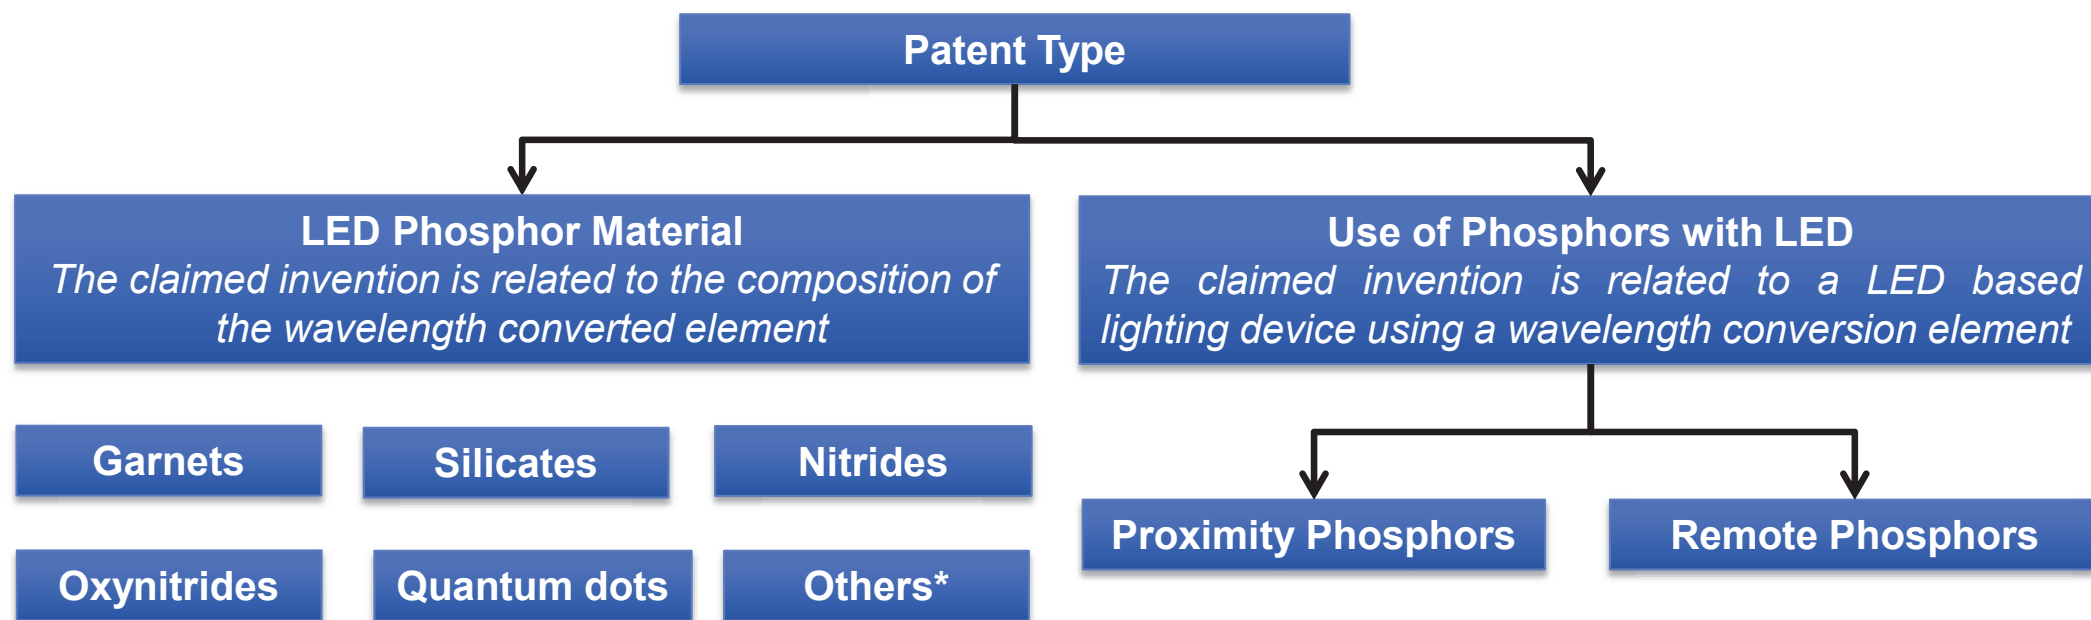 Patent Type
LED Phosphor Material
The claimed invention is related to the composition of
the wavelength converted element
Use of Phosphors with LED
The claimed invention is related to a LED based
lighting device using a wavelength conversion element
Garnets
Silicates
Nitrides
Oxynitrides
Quantum dots
Others*
Proximity Phosphors
Remote Phosphors